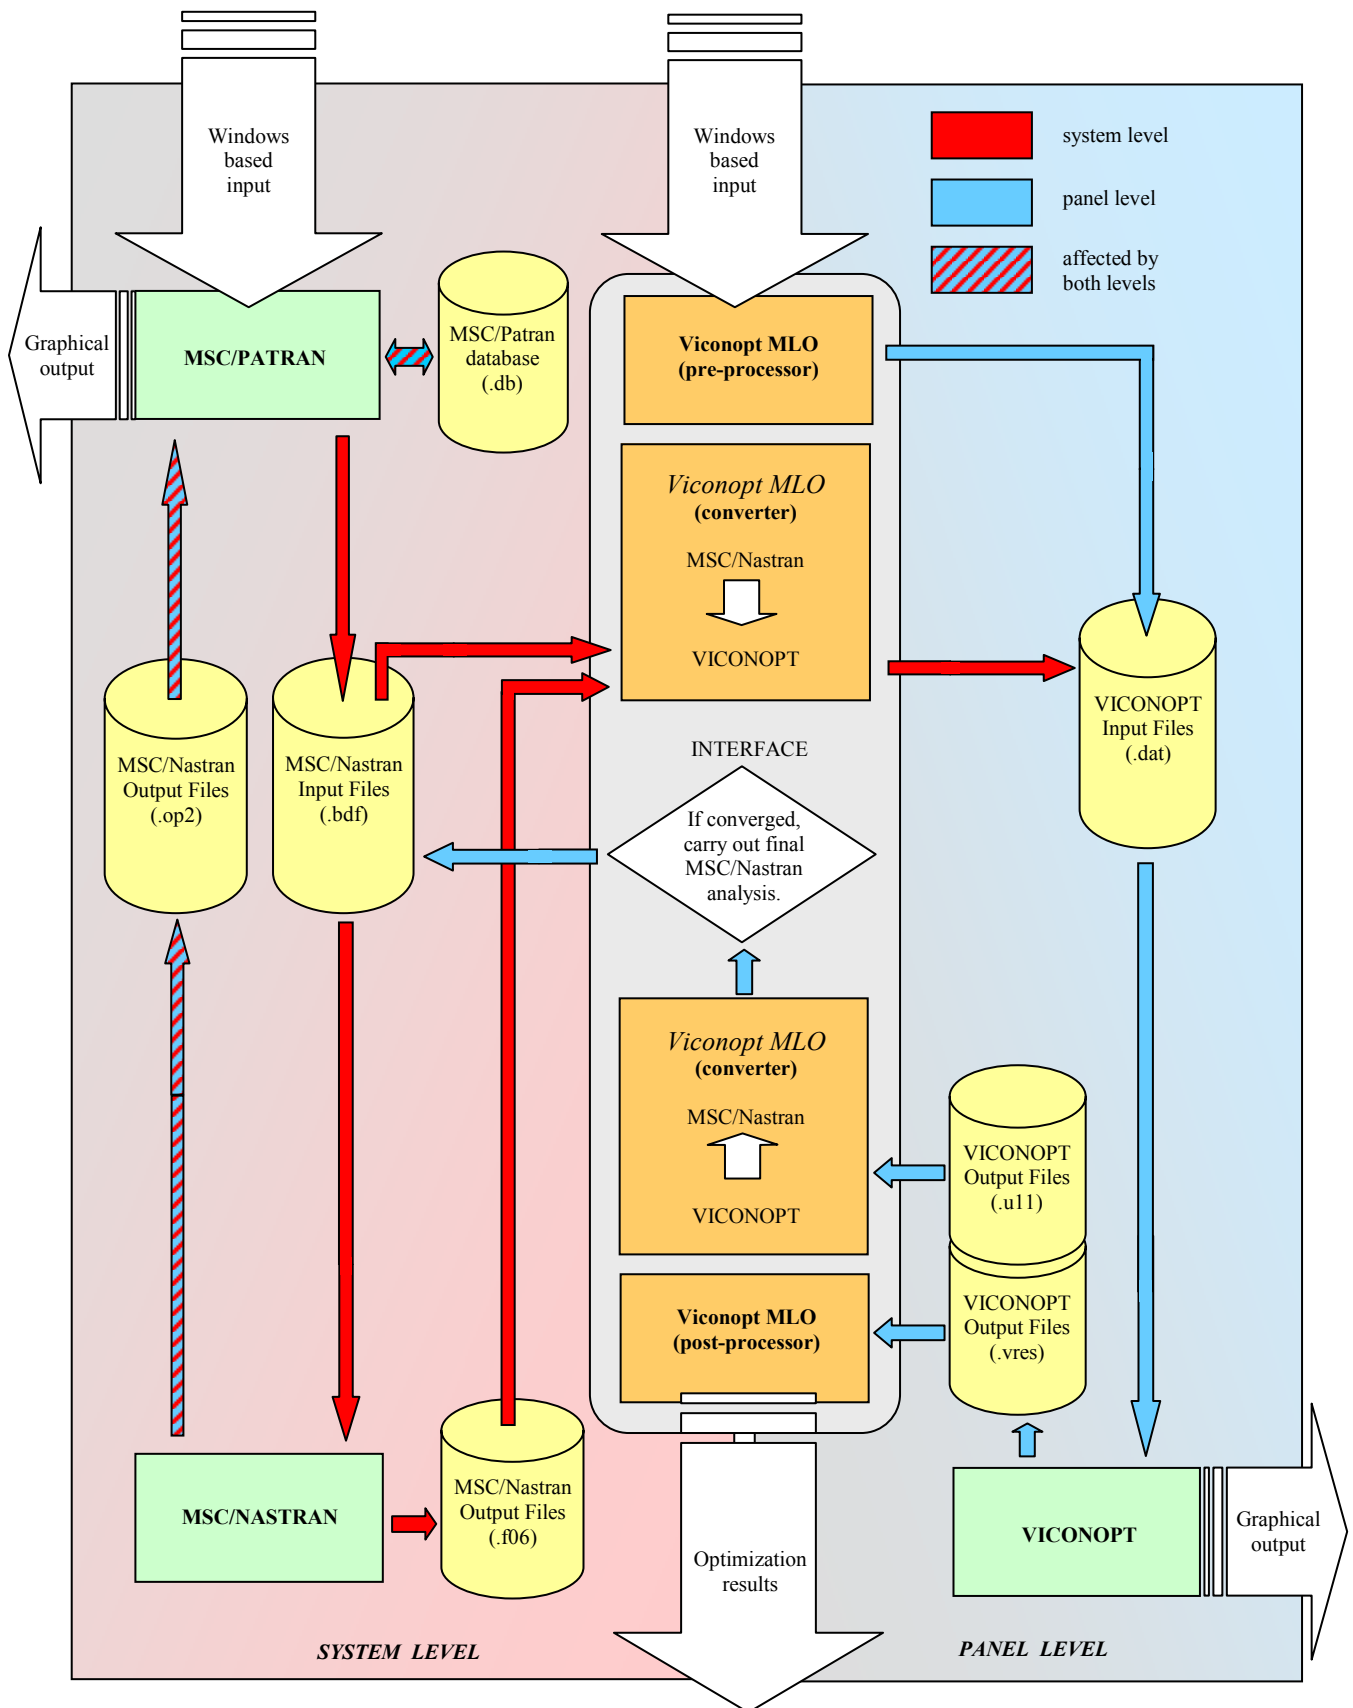 Windows
based
input
Windows
based
input
system level
panel level
affected by
both levels
Graphical
output
MSC/PATRAN
MSC/Patran
database
(.db)
Viconopt MLO
(pre-processor)
Viconopt MLO
(converter)
MSC/Nastran
VICONOPT
MSC/Nastran
Output Files
(.op2)
MSC/Nastran
Input Files
(.bdf)
VICONOPT
Input Files
(.dat)
INTERFACE
If converged,
carry out final
MSC/Nastran
analysis.
Viconopt MLO
(converter)
MSC/Nastran
VICONOPT
VICONOPT
Output Files
(.u11)
Viconopt MLO
(post-processor)
VICONOPT
Output Files
(.vres)
MSC/NASTRAN
MSC/Nastran
Output Files
(.f06)
Optimization
results
VICONOPT
Graphical
output
SYSTEM LEVEL
PANEL LEVEL